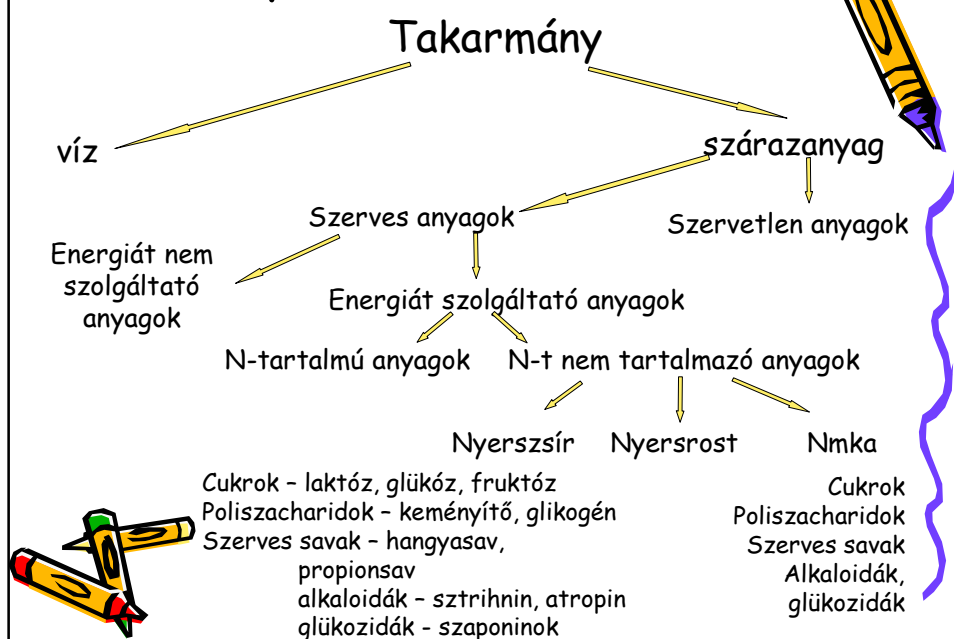 Takarmány
víz
szárazanyag
Szerves anyagok
Szervetlen anyagok
Energiát nem
szolgáltató
anyagok
Energiát szolgáltató anyagok
N-tartalmú anyagok
N-t nem tartalmazó anyagok
Nyerszsír
Nyersrost
Nmka
Cukrok – laktóz, glükóz, fruktóz
Poliszacharidok – keményítő, glikogén
Szerves savak – hangyasav,
propionsav
alkaloidák – sztrihnin, atropin
glükozidák - szaponinok
Cukrok
Poliszacharidok
Szerves savak
Alkaloidák,
glükozidák